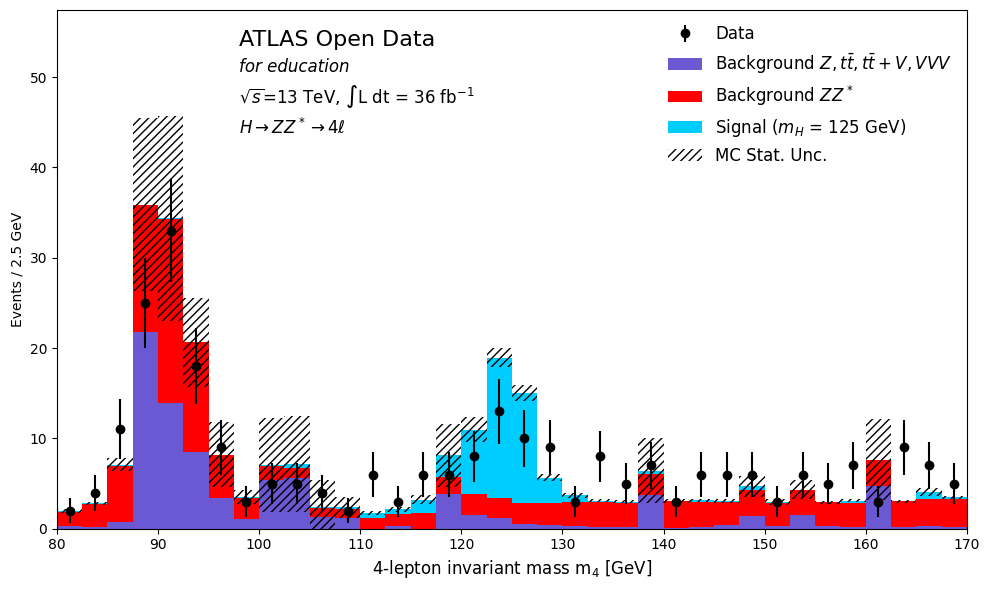 ATLAS Open Data
for education
√s=13 TeV, ∫L dt = 36 fb⁻¹
H → ZZ* → 4ℓ
Data
Background Z, tt̄, tt̄ + V, VVV
Background ZZ*
Signal (m_H = 125 GeV)
MC Stat. Unc.
Events / 2.5 GeV
50
40
30
20
10
0
80 90 100 110 120 130 140 150 160 170
4-lepton invariant mass m₄ [GeV]